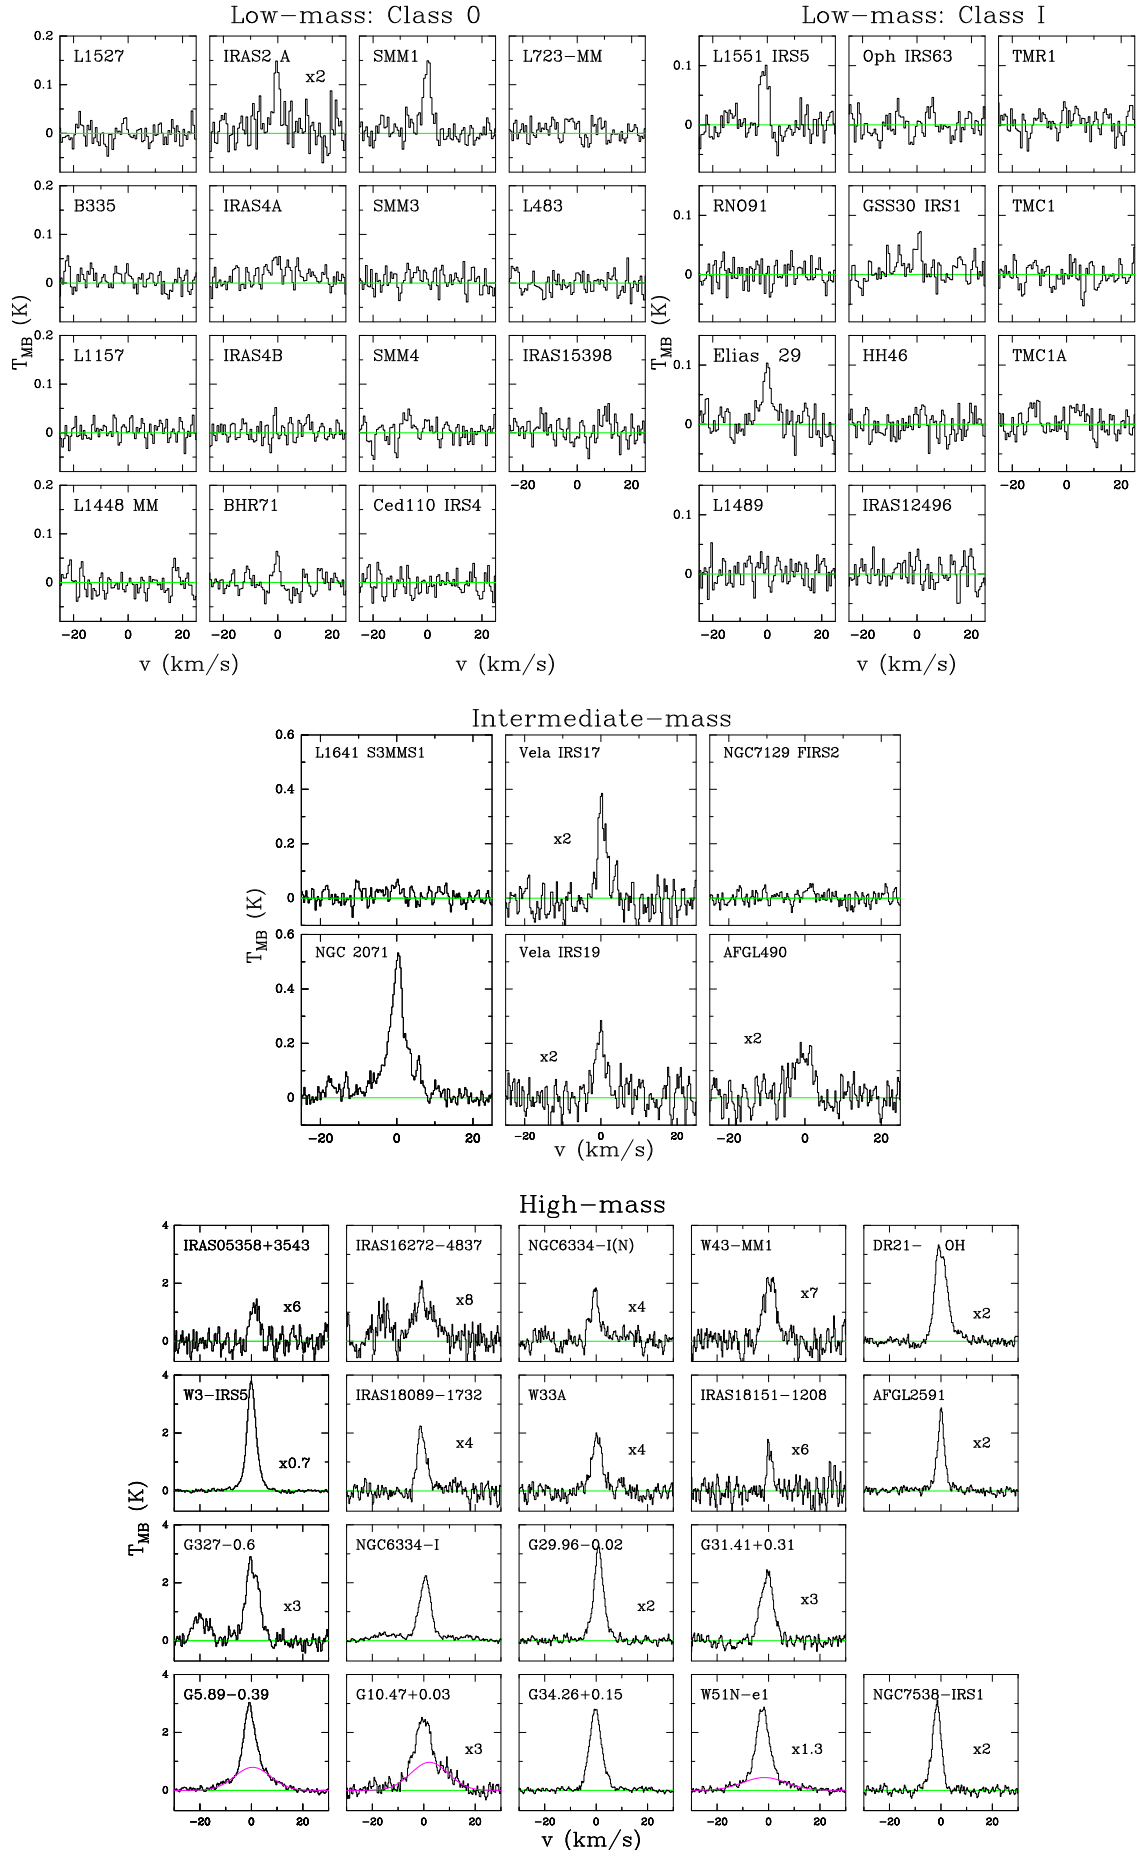 Low-mass: Class 0
Low-mass: Class I
0.2
0.1
0
L1527
IRAS2 A
x2
SMM1
L723-MM
0.1
0
L1551 IRS5
Oph IRS63
TMR1
0.2
0.1
0
B335
IRAS4A
SMM3
L483
0.1
0
RNO91
GSS30 IRS1
TMC1
T_MB (K)
T_MB (K)
0.2
0.1
0
L1157
IRAS4B
SMM4
IRAS15398
0.1
0
Elias 29
HH46
TMC1A
-20 0 20
-20 0 20
0.2
0.1
0
L1448 MM
BHR71
Ced110 IRS4
0.1
0
L1489
IRAS12496
-20 0 20
-20 0 20
-20 0 20
-20 0 20
-20 0 20
v (km/s)
v (km/s)
v (km/s)
Intermediate-mass
0.6
0.4
0.2
0
L1641 S3MMS1
Vela IRS17
x2
NGC7129 FIRS2
T_MB (K)
0.6
0.4
0.2
0
NGC 2071
Vela IRS19
x2
AFGL490
x2
-20 0 20
-20 0 20
-20 0 20
v (km/s)
High-mass
4
2
0
IRAS05358+3543
x6
IRAS16272-4837
x8
NGC6334-I(N)
x4
W43-MM1
x7
DR21- OH
x2
4
2
0
W3-IRS5
x0.7
IRAS18089-1732
x4
W33A
x4
IRAS18151-1208
x6
AFGL2591
x2
T_MB (K)
4
2
0
G327-0.6
x3
NGC6334-I
G29.96-0.02
x2
G31.41+0.31
x3
4
2
0
G5.89-0.39
G10.47+0.03
x3
G34.26+0.15
W51N-e1
x1.3
NGC7538-IRS1
x2
-20 0 20
-20 0 20
-20 0 20
-20 0 20
-20 0 20
v (km/s)